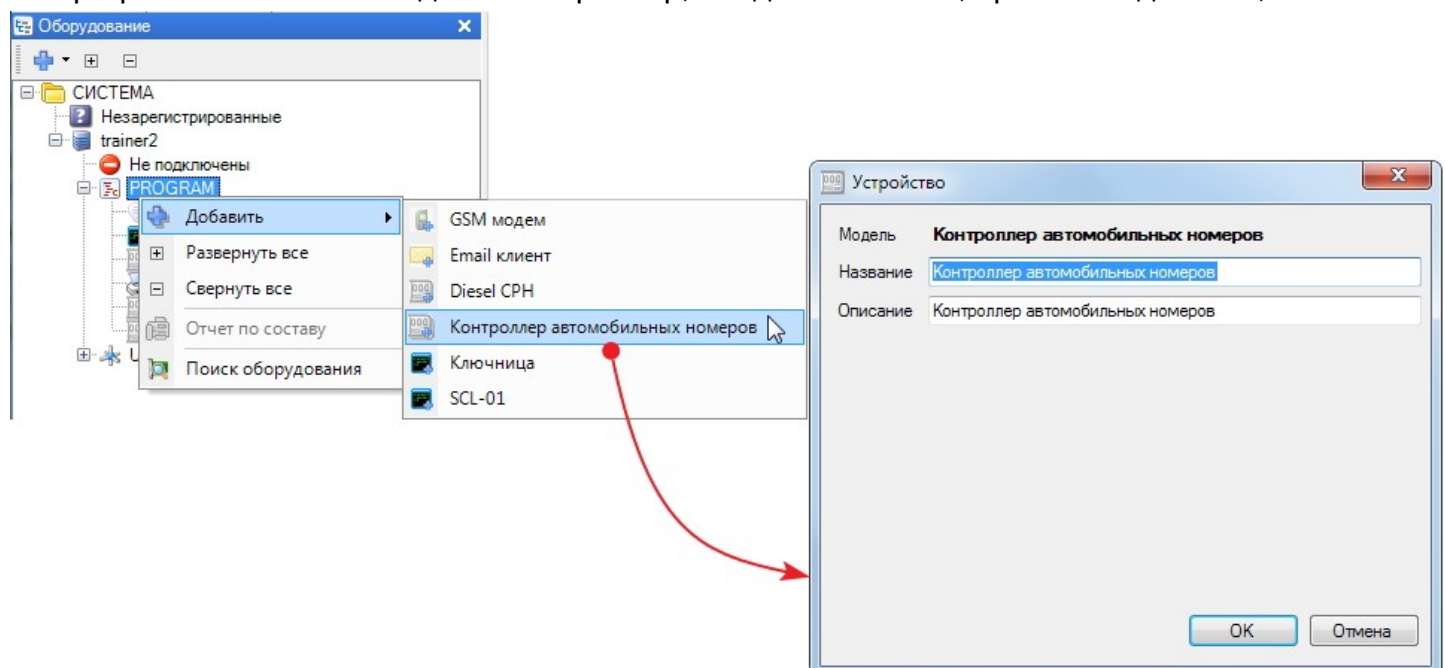 Оборудование
СИСТЕМА
Незарегистрированные
trainer2
Не подключены
PROGRAM
Добавить
Развернуть все
Свернуть все
Отчет по составу
Поиск оборудования
GSM модем
Email клиент
Diesel CPH
Контроллер автомобильных номеров
Ключница
SCL-01
Устройство
Модель Контроллер автомобильных номеров
Название Контроллер автомобильных номеров
Описание Контроллер автомобильных номеров
OK Отмена